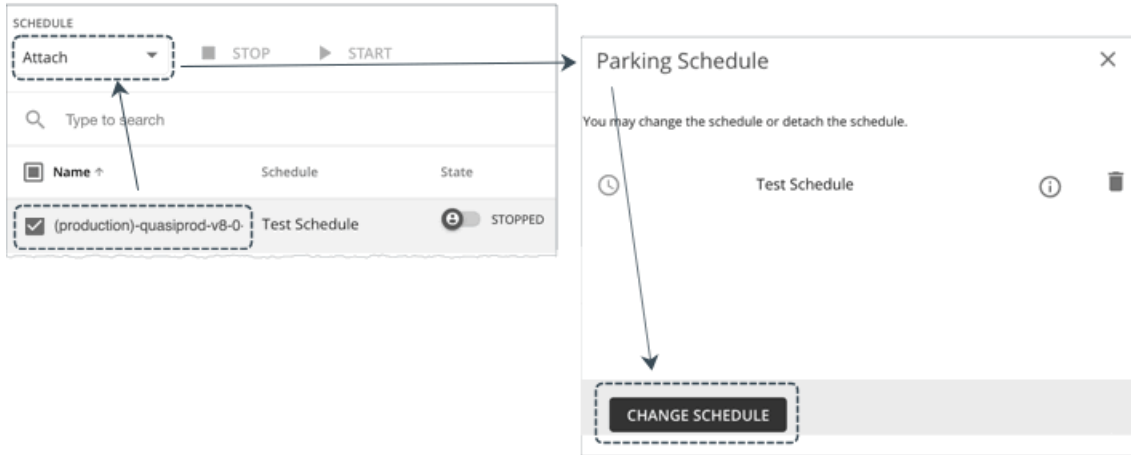 SCHEDULE
Attach
STOP
START
Type to search
Name ↑
Schedule
State
(production)-quasiprod-v8-0-
Test Schedule
STOPPED
Parking Schedule
You may change the schedule or detach the schedule.
Test Schedule
CHANGE SCHEDULE